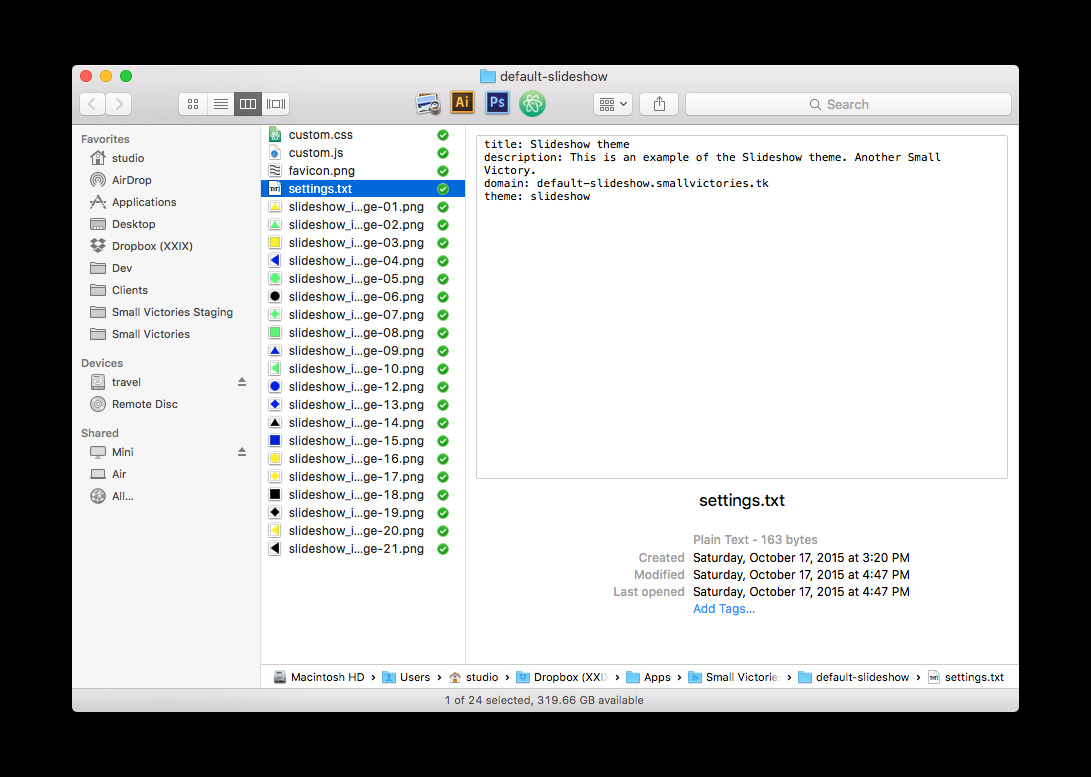 default-slideshow
Ai
Ps
Search
Favorites
studio
AirDrop
Applications
Desktop
Dropbox (XXIX)
Dev
Clients
Small Victories Staging
Small Victories
Devices
travel
Remote Disc
Shared
Mini
Air
All...
custom.css
custom.js
favicon.png
settings.txt
slideshow_i...ge-01.png
slideshow_i...ge-02.png
slideshow_i...ge-03.png
slideshow_i...ge-04.png
slideshow_i...ge-05.png
slideshow_i...ge-06.png
slideshow_i...ge-07.png
slideshow_i...ge-08.png
slideshow_i...ge-09.png
slideshow_i...ge-10.png
slideshow_i...ge-12.png
slideshow_i...ge-13.png
slideshow_i...ge-14.png
slideshow_i...ge-15.png
slideshow_i...ge-16.png
slideshow_i...ge-17.png
slideshow_i...ge-18.png
slideshow_i...ge-19.png
slideshow_i...ge-20.png
slideshow_i...ge-21.png
title: Slideshow theme
description: This is an example of the Slideshow theme. Another Small
Victory.
domain: default-slideshow.smallvictories.tk
theme: slideshow
settings.txt
Plain Text - 163 bytes
Created Saturday, October 17, 2015 at 3:20 PM
Modified Saturday, October 17, 2015 at 4:47 PM
Last opened Saturday, October 17, 2015 at 4:47 PM
Add Tags...
Macintosh HD › Users › studio › Dropbox (XXIX › Apps › Small Victories › default-slideshow › settings.txt
1 of 24 selected, 319.66 GB available